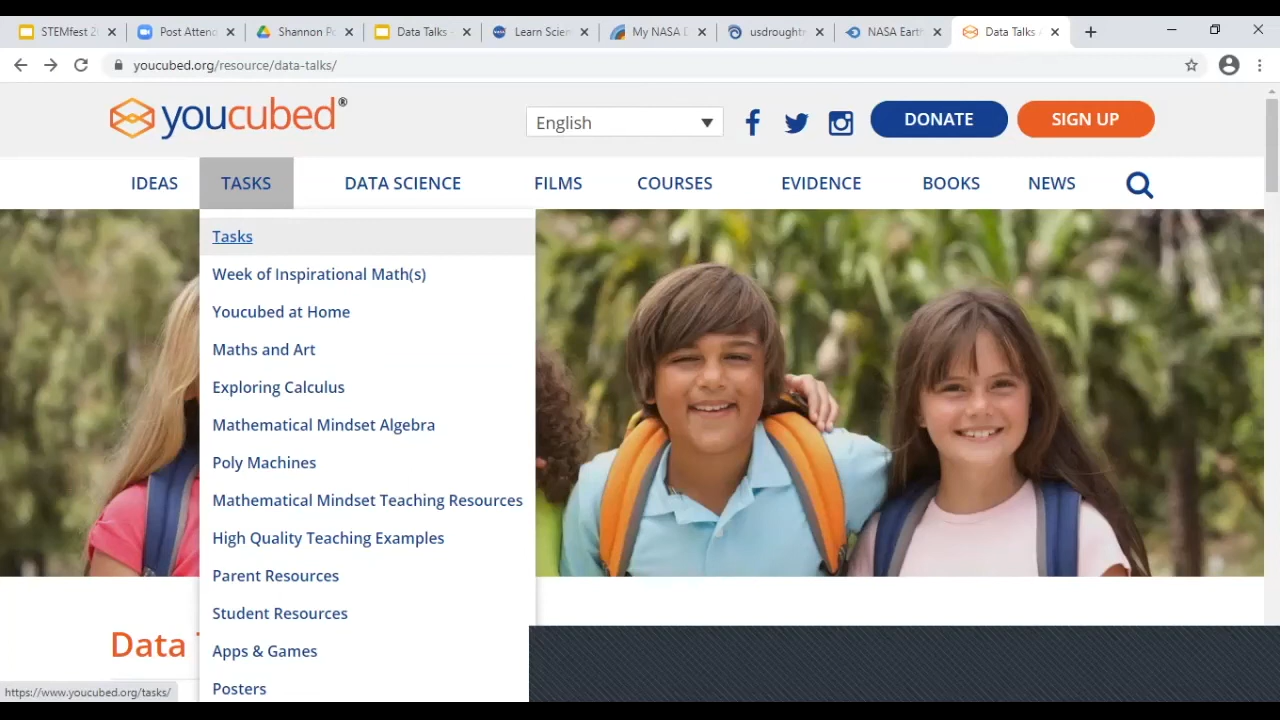 STEMfest 2
Post Atten
Shannon P
Data Talks -
Learn Scien
My NASA D
usdrought
NASA Eart
Data Talks
youcubed.org/resource/data-talks/
youcubed®
English
DONATE
SIGN UP
IDEAS
TASKS
DATA SCIENCE
FILMS
COURSES
EVIDENCE
BOOKS
NEWS
Tasks
Week of Inspirational Math(s)
Youcubed at Home
Maths and Art
Exploring Calculus
Mathematical Mindset Algebra
Poly Machines
Mathematical Mindset Teaching Resources
High Quality Teaching Examples
Parent Resources
Student Resources
Apps & Games
Posters
Data
https://www.youcubed.org/tasks/